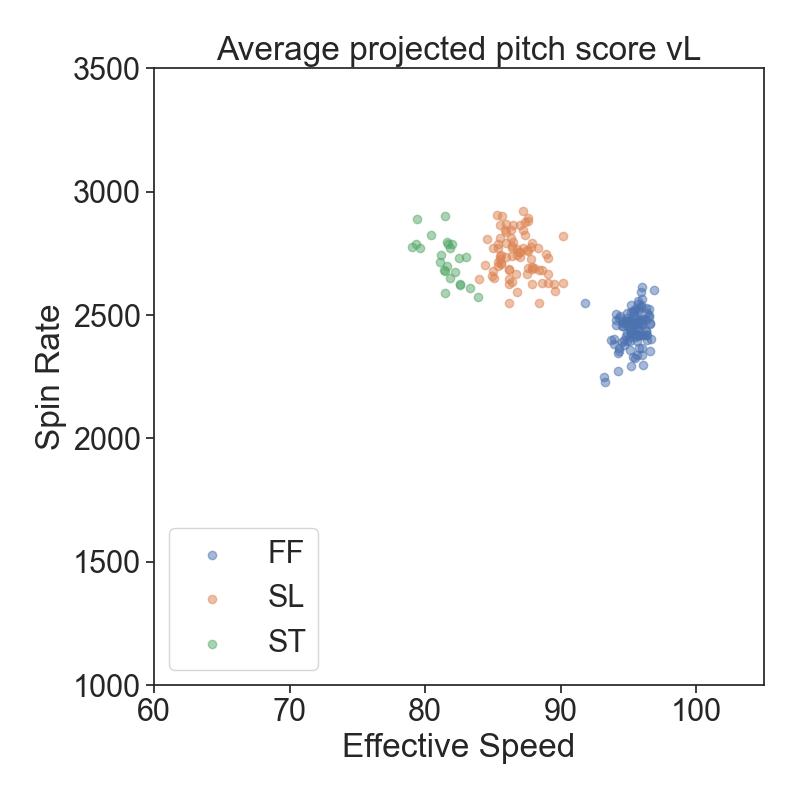 Average projected pitch score vL
3500
3000
2500
2000
1500
1000
Spin Rate
FF
SL
ST
60 70 80 90 100
Effective Speed